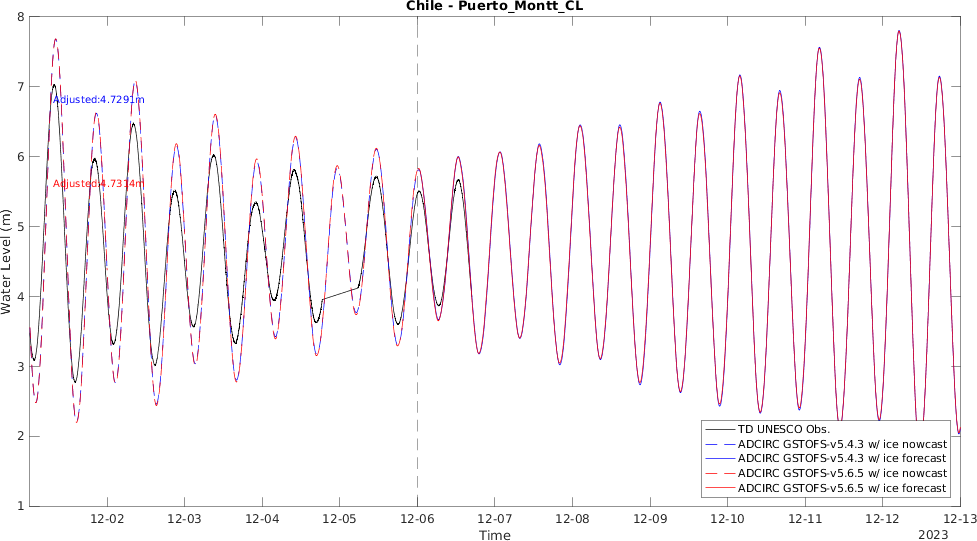 Chile - Puerto_Montt_CL
8
7
6
5
4
3
2
1
Water Level (m)
Adjusted:4.7291m
Adjusted:4.7314m
TD UNESCO Obs.
ADCIRC GSTOFS-v5.4.3 w/ ice nowcast
ADCIRC GSTOFS-v5.4.3 w/ ice forecast
ADCIRC GSTOFS-v5.6.5 w/ ice nowcast
ADCIRC GSTOFS-v5.6.5 w/ ice forecast
12-02 12-03 12-04 12-05 12-06 12-07 12-08 12-09 12-10 12-11 12-12 12-13
Time
2023